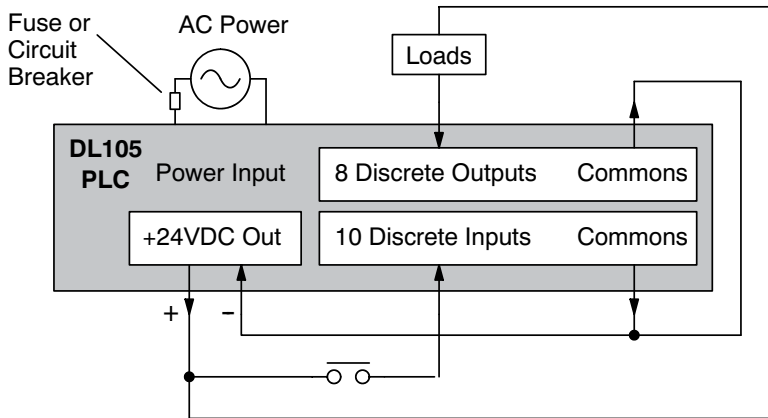 Fuse or
Circuit
Breaker
AC Power
Loads
DL105
PLC
Power Input
8 Discrete Outputs Commons
+24VDC Out
10 Discrete Inputs Commons
+ −